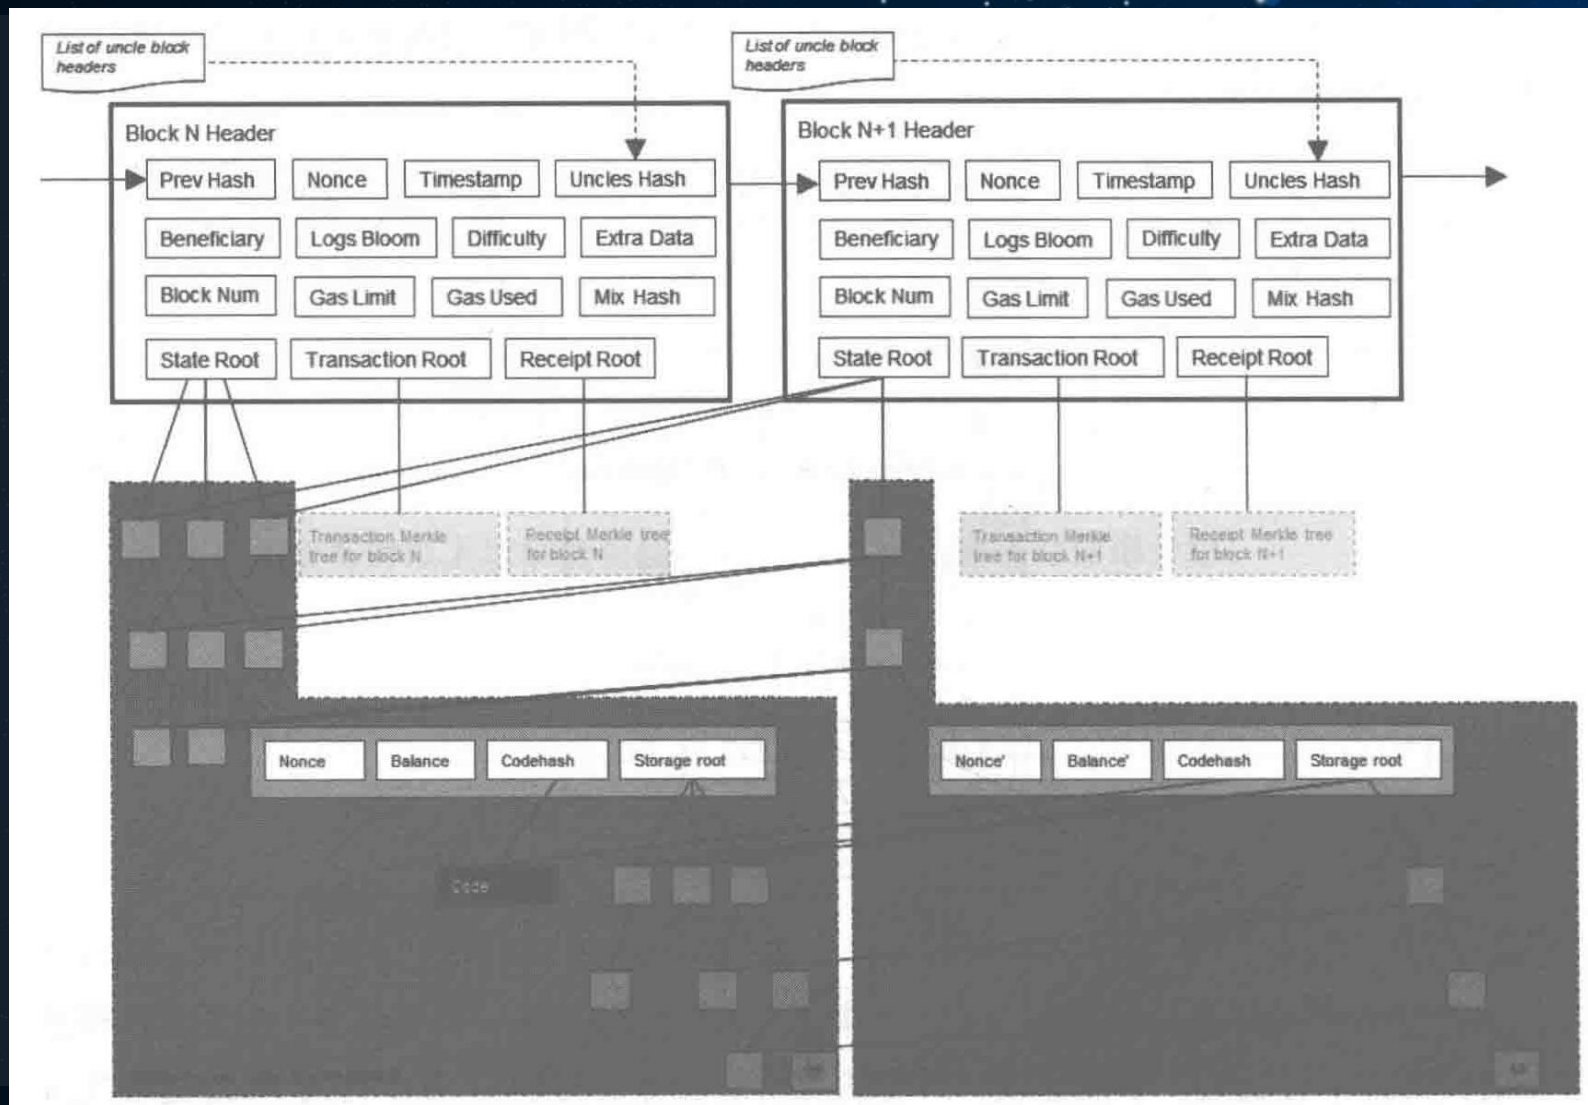 List of uncle block
headers
List of uncle block
headers
Block N Header
Prev Hash
Nonce
Timestamp
Uncles Hash
Beneficiary
Logs Bloom
Difficulty
Extra Data
Block Num
Gas Limit
Gas Used
Mix Hash
State Root
Transaction Root
Receipt Root
Block N+1 Header
Prev Hash
Nonce
Timestamp
Uncles Hash
Beneficiary
Logs Bloom
Difficulty
Extra Data
Block Num
Gas Limit
Gas Used
Mix Hash
State Root
Transaction Root
Receipt Root
Transaction Merkle
tree for block N
Receipt Merkle tree
for block N
Transaction Merkle
tree for block N+1
Receipt Merkle tree
for block N+1
Nonce
Balance
Codehash
Storage root
Nonce'
Balance'
Codehash
Storage root
Code